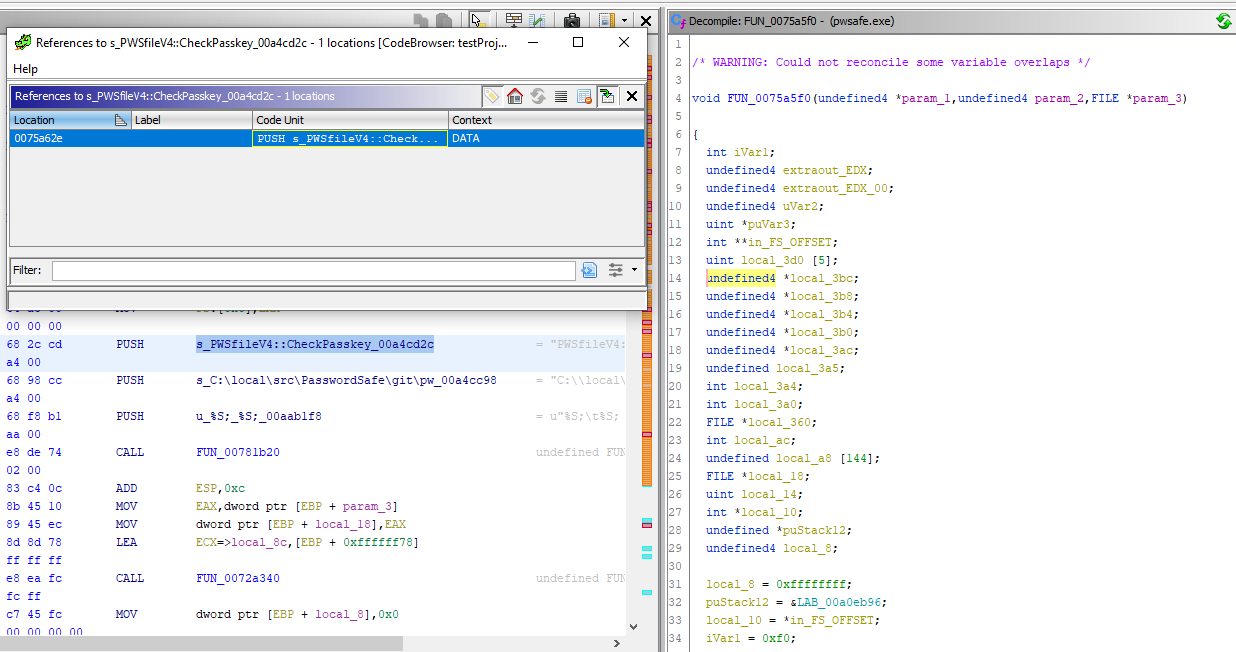 References to s_PWSfileV4::CheckPasskey_00a4cd2c - 1 locations [CodeBrowser: testProj...
Help
References to s_PWSfileV4::CheckPasskey_00a4cd2c - 1 locations
Location Label Code Unit Context
0075a62e PUSH s_PWSfileV4::Check... DATA
Filter:
00 00 00
68 2c cd PUSH s_PWSfileV4::CheckPasskey_00a4cd2c = "PWSfileV4:
a4 00
68 98 cc PUSH s_C:\local\src\PasswordSafe\git\pw_00a4cc98 = "C:\\local\
a4 00
68 f8 b1 PUSH u_%S;_%S;_00aab1f8 = u"%S;\t%S;
aa 00
e8 de 74 CALL FUN_00781b20 undefined FUN
02 00
83 c4 0c ADD ESP,0xc
8b 45 10 MOV EAX,dword ptr [EBP + param_3]
89 45 ec MOV dword ptr [EBP + local_18],EAX
8d 8d 78 LEA ECX=>local_8c,[EBP + 0xffffff78]
ff ff ff
e8 ea fc CALL FUN_0072a340 undefined FUN
fc ff
c7 45 fc MOV dword ptr [EBP + local_8],0x0
00 00 00 00
Decompile: FUN_0075a5f0 - (pwsafe.exe)
1
2 /* WARNING: Could not reconcile some variable overlaps */
3
4 void FUN_0075a5f0(undefined4 *param_1,undefined4 param_2,FILE *param_3)
5
6 {
7 int iVar1;
8 undefined4 extraout_EDX;
9 undefined4 extraout_EDX_00;
10 undefined4 uVar2;
11 uint *puVar3;
12 int **in_FS_OFFSET;
13 uint local_3d0 [5];
14 undefined4 *local_3bc;
15 undefined4 *local_3b8;
16 undefined4 *local_3b4;
17 undefined4 *local_3b0;
18 undefined4 *local_3ac;
19 undefined local_3a5;
20 int local_3a4;
21 int local_3a0;
22 FILE *local_360;
23 int local_ac;
24 undefined local_a8 [144];
25 FILE *local_18;
26 uint local_14;
27 int *local_10;
28 undefined *puStack12;
29 undefined4 local_8;
30
31 local_8 = 0xffffffff;
32 puStack12 = &LAB_00a0eb96;
33 local_10 = *in_FS_OFFSET;
34 iVar1 = 0xf0;